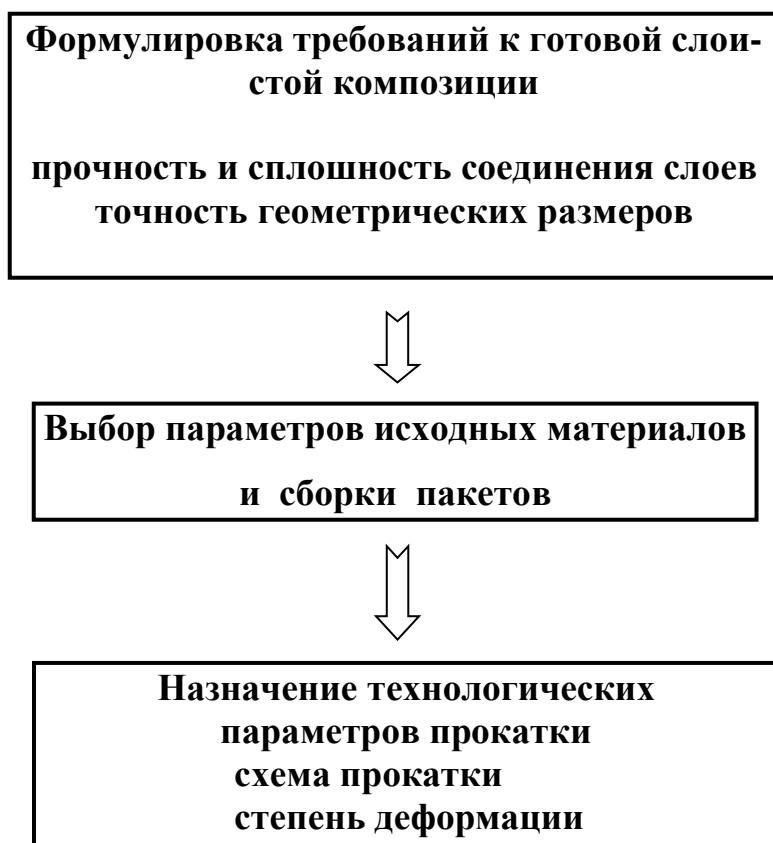 Формулировка требований к готовой слои-
стой композиции
прочность и сплошность соединения слоев
точность геометрических размеров
Выбор параметров исходных материалов
и сборки пакетов
Назначение технологических
параметров прокатки
схема прокатки
степень деформации